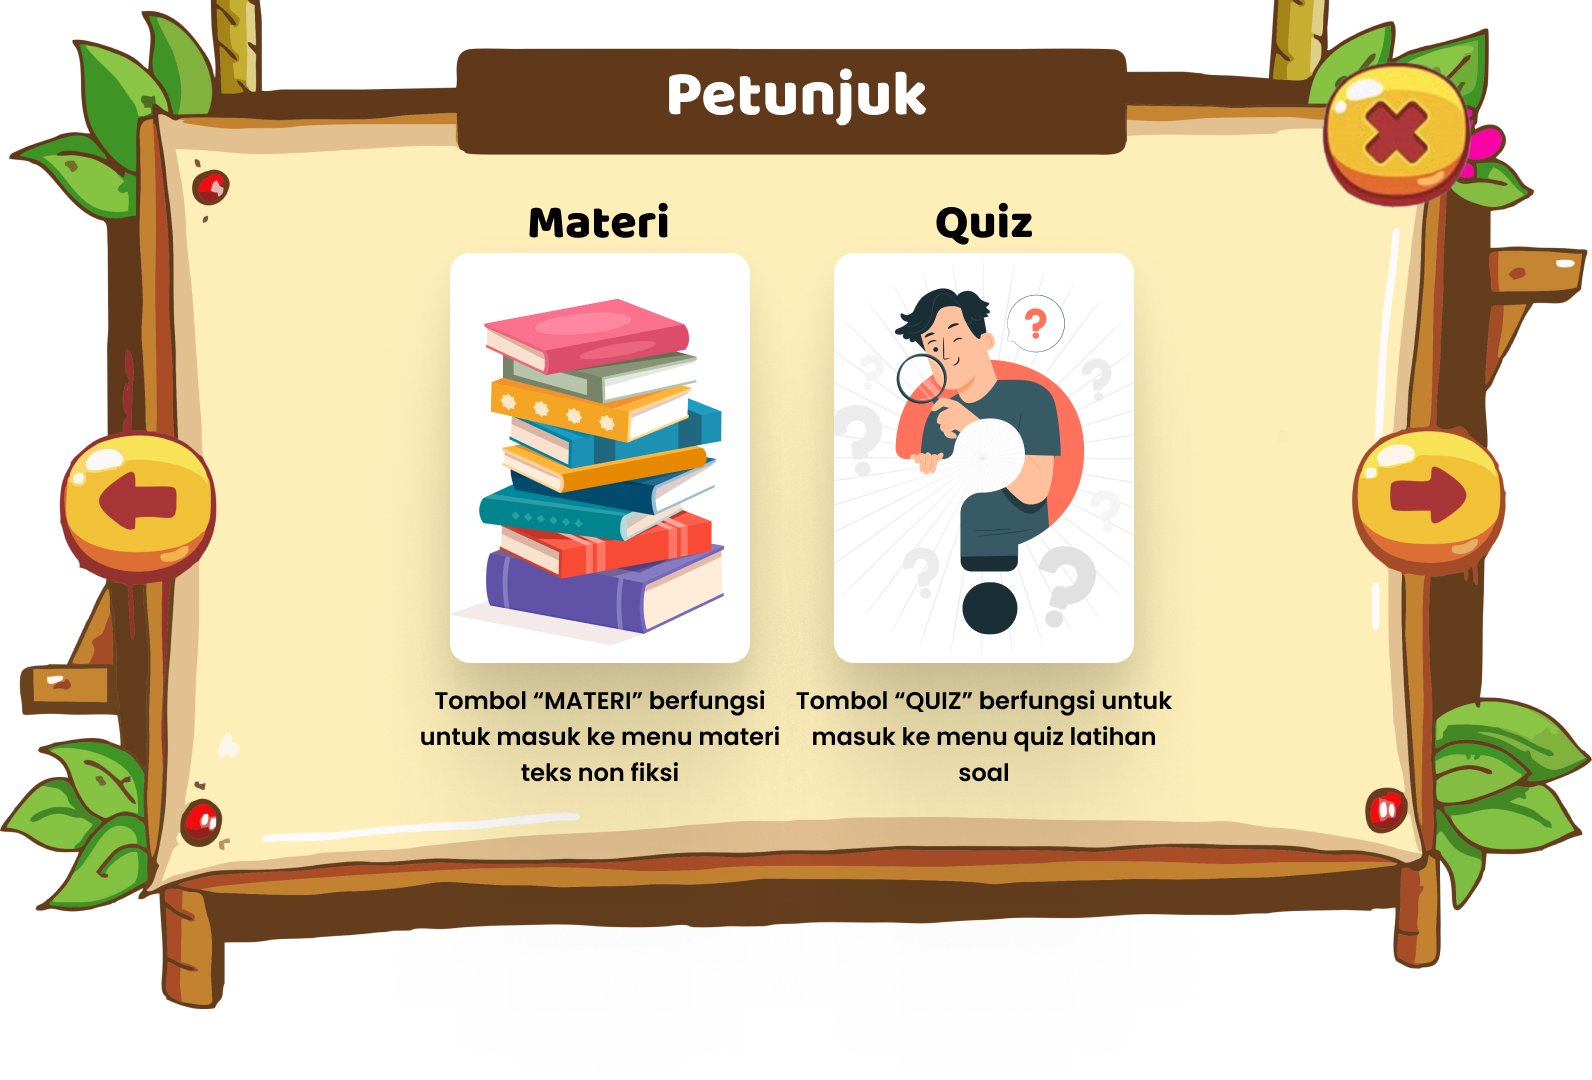 Petunjuk
Materi
Quiz
?
Tombol “MATERI” berfungsi
untuk masuk ke menu materi
teks non fiksi
Tombol “QUIZ” berfungsi untuk
masuk ke menu quiz latihan
soal